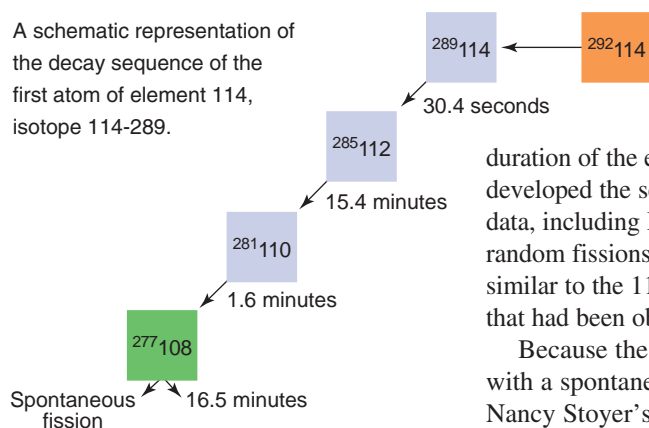 A schematic representation of
the decay sequence of the
first atom of element 114,
isotope 114-289.
292114
289114
30.4 seconds
285112
15.4 minutes
281110
1.6 minutes
277108
Spontaneous
fission
16.5 minutes
duration of the
developed the
data, including
random fissions
similar to the
that had been
Because the
with a spontane
Nancy Stoyer's